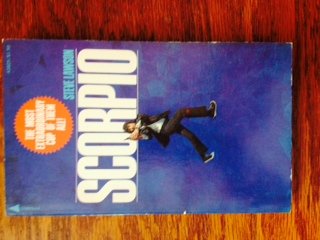 THE MOST
EXTRAORDINARY
COP OF THEM
ALL!
STEVE LAWSON
SCORPIO